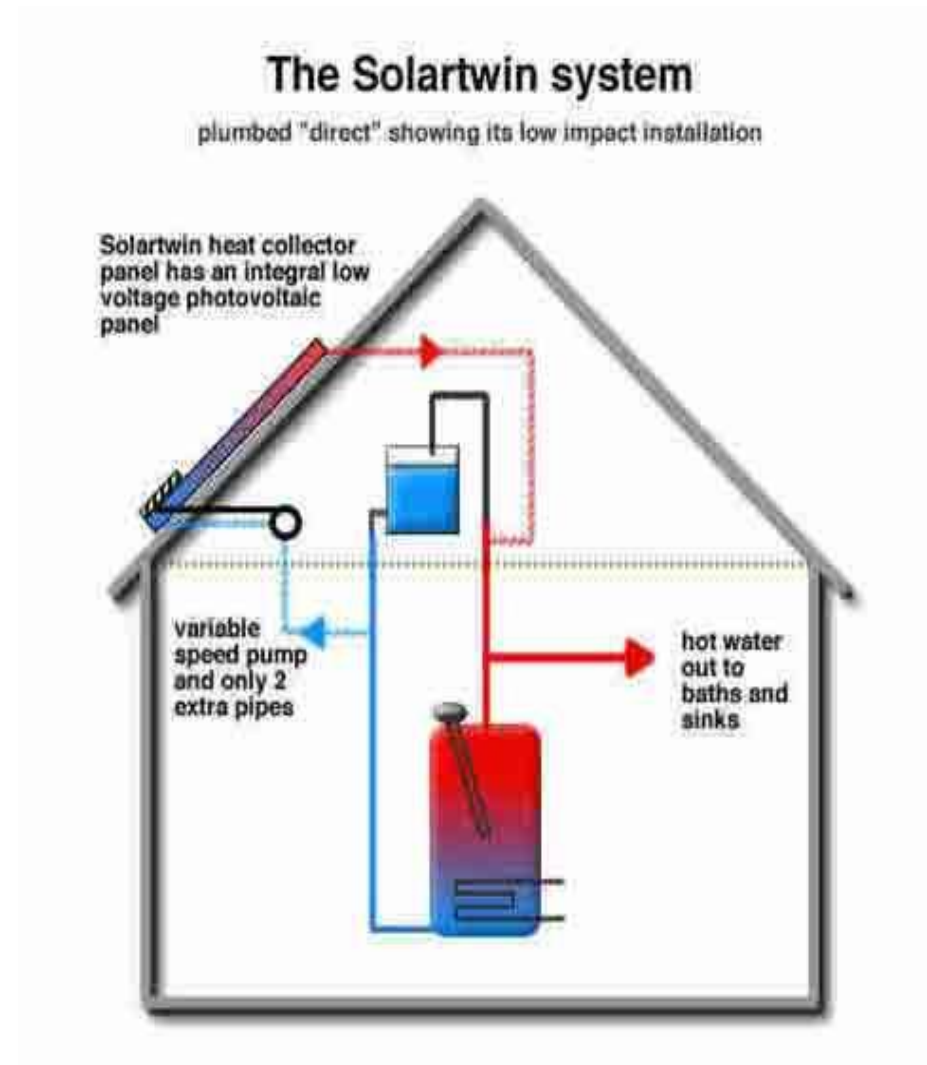 The Solartwin system
plumbed "direct" showing its low impact installation
Solartwin heat collector
panel has an integral low
voltage photovoltaic
panel
variable
speed pump
and only 2
extra pipes
hot water
out to
baths and
sinks